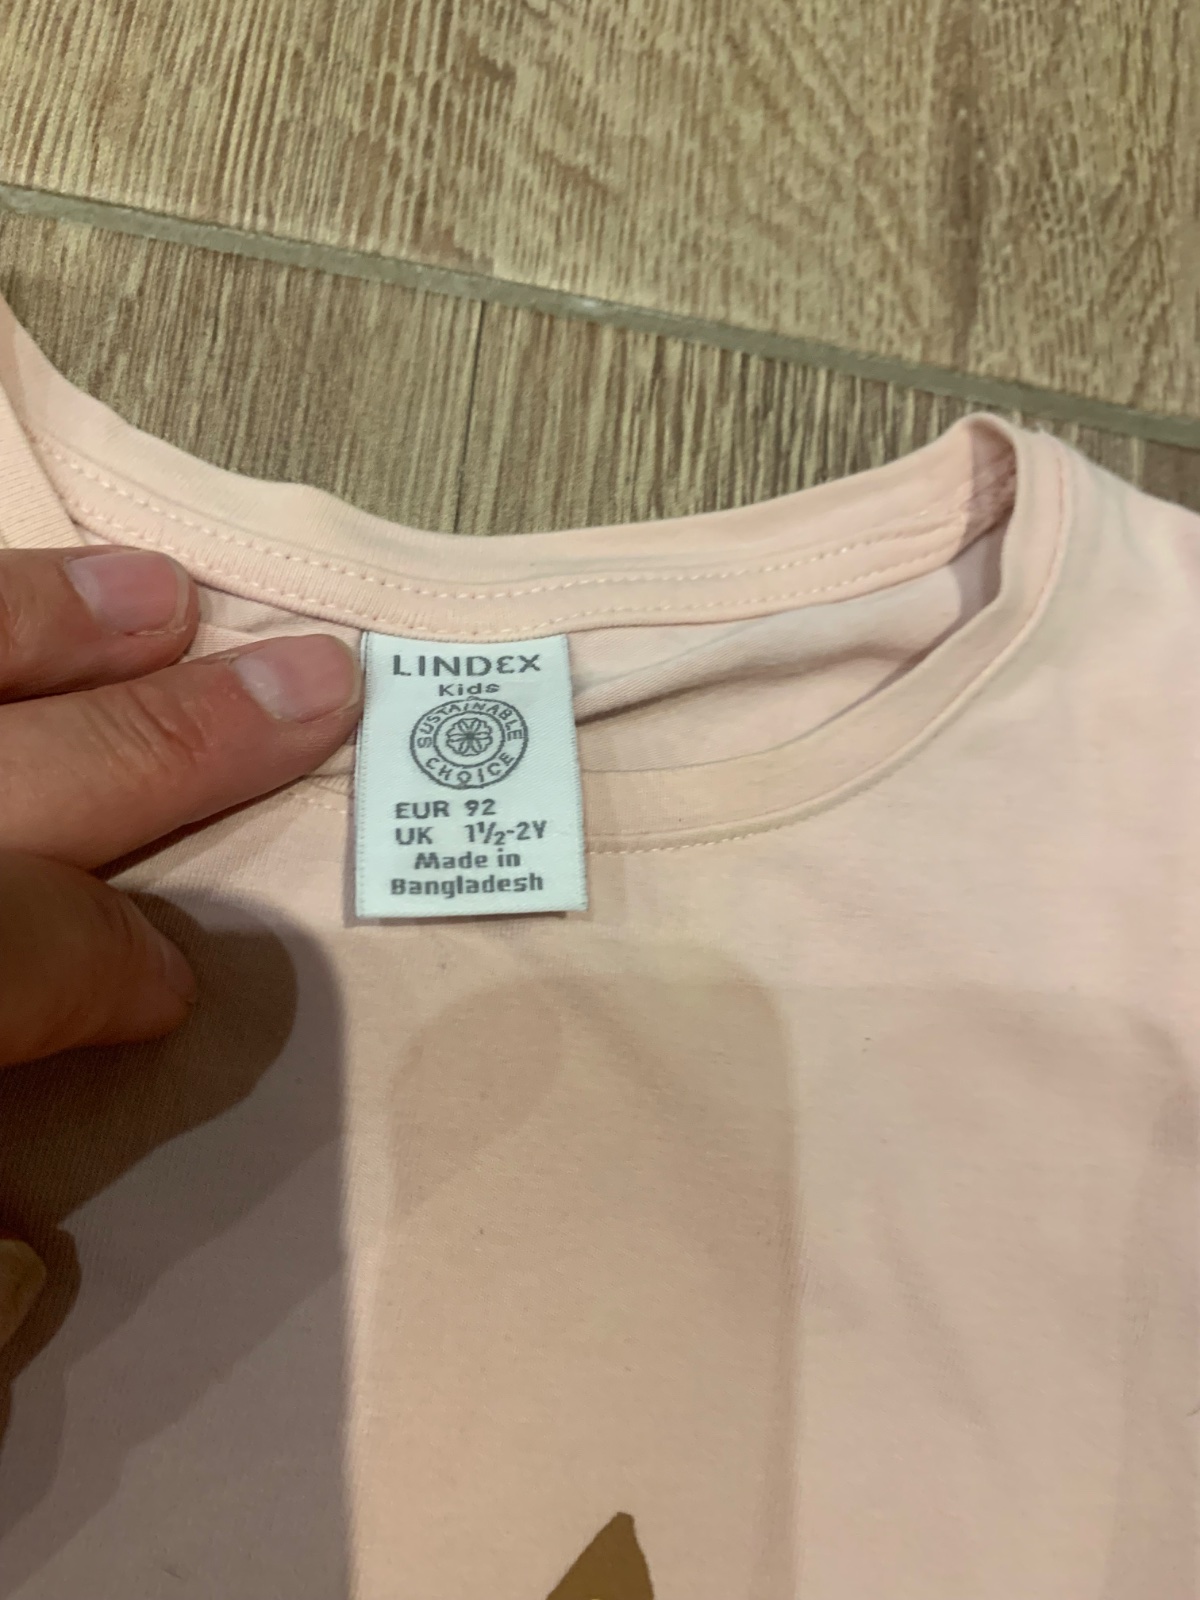 LINDEX
Kids
SUSTAINABLE
CHOICE
EUR 92
UK 1½-2Y
Made in
Bangladesh